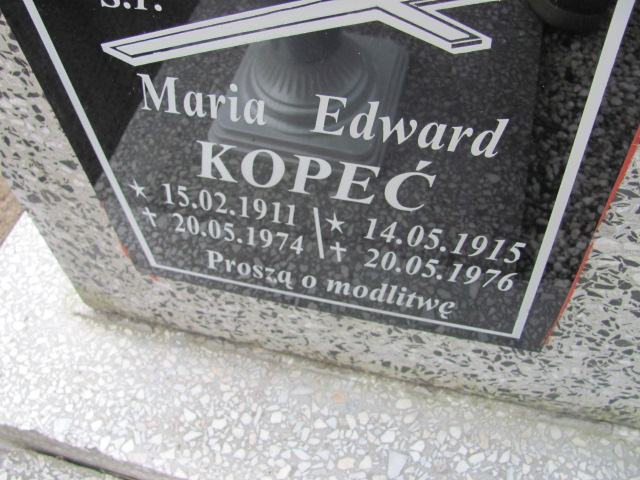 Ś.P.
Maria Edward
KOPEĆ
★ 15.02.1911 \ ★ 14.05.1915
✝ 20.05.1974 \ ✝ 20.05.1976
Proszą o modlitwę